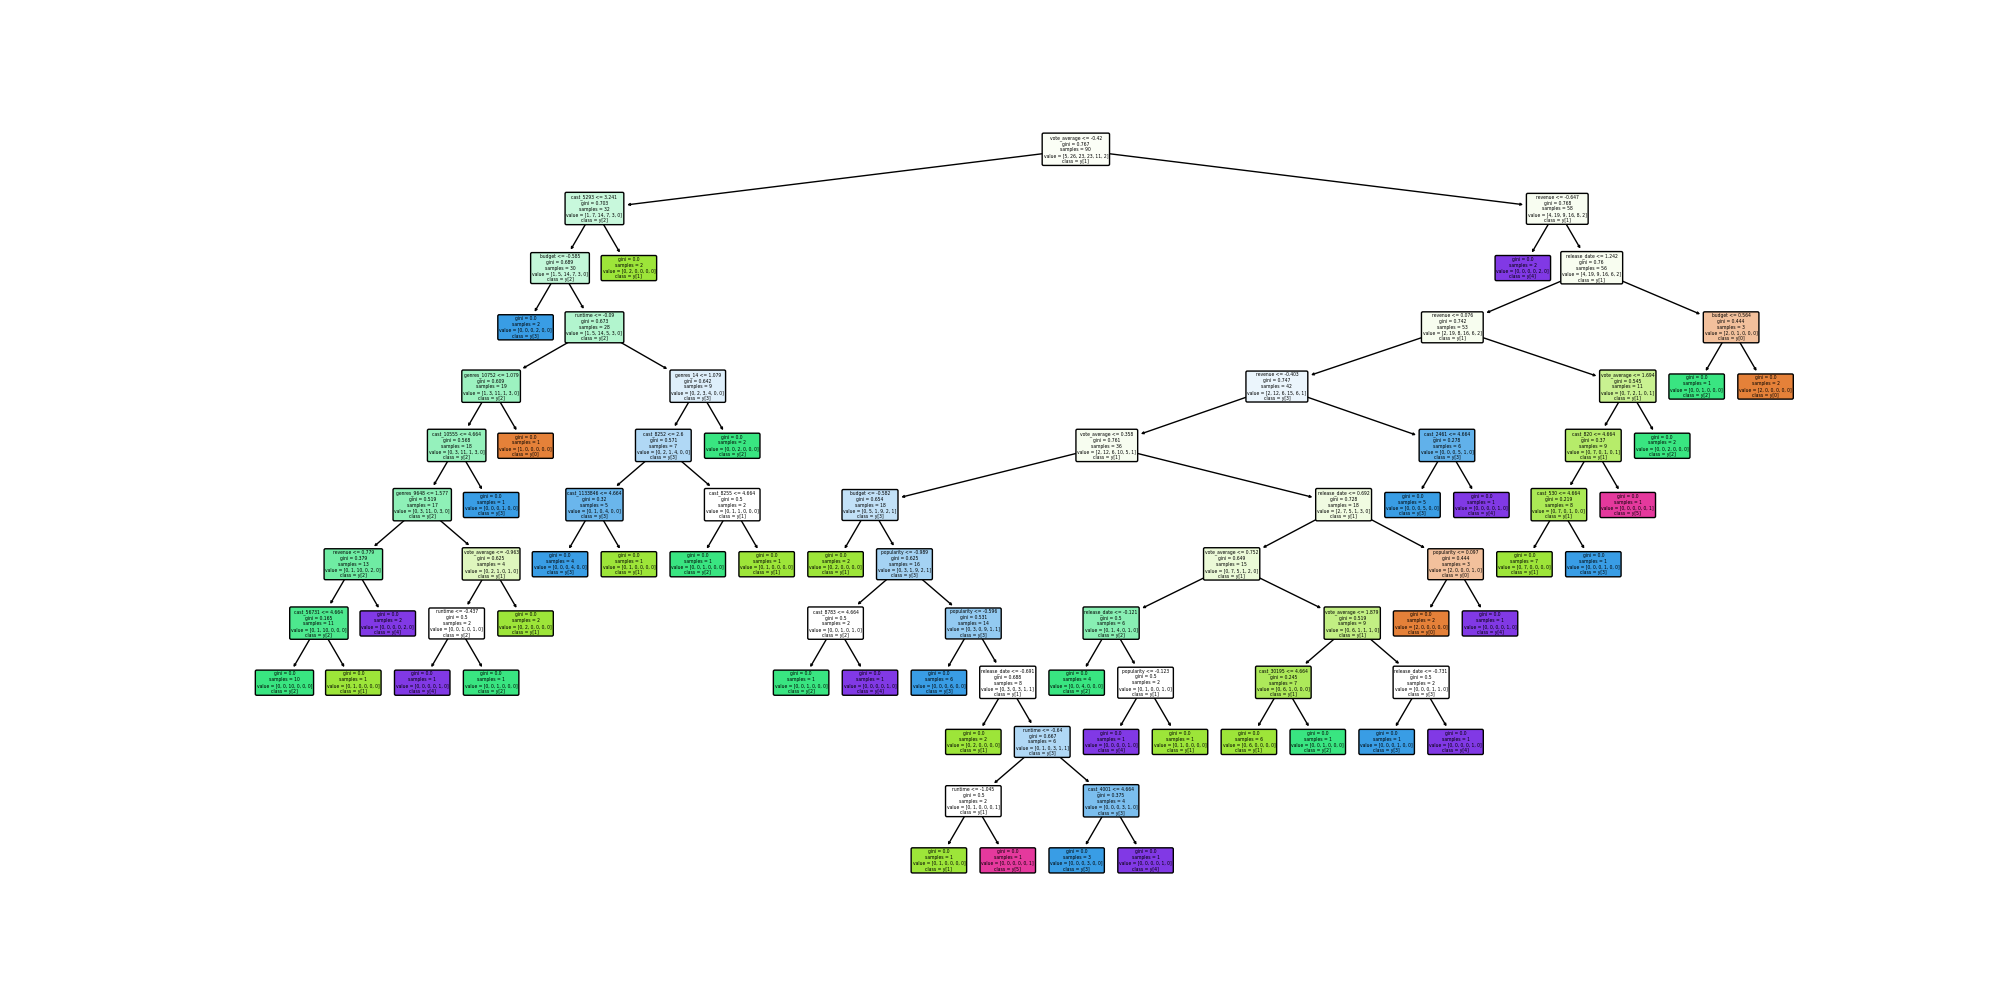 vote_average <= -0.42
gini = 0.767
samples = 90
value = [5, 26, 23, 23, 11, 2]
class = y[1]
cast_5293 <= 3.241
gini = 0.703
samples = 32
value = [1, 7, 14, 7, 3, 0]
class = y[2]
revenue <= -0.647
gini = 0.768
samples = 58
value = [4, 19, 9, 16, 8, 2]
class = y[1]
budget <= -0.585
gini = 0.689
samples = 30
value = [1, 5, 14, 7, 3, 0]
class = y[2]
gini = 0.0
samples = 2
value = [0, 2, 0, 0, 0, 0]
class = y[1]
gini = 0.0
samples = 2
value = [0, 0, 0, 0, 2, 0]
class = y[4]
release_date <= 1.242
gini = 0.76
samples = 56
value = [4, 19, 9, 16, 6, 2]
class = y[1]
gini = 0.0
samples = 2
value = [0, 0, 0, 2, 0, 0]
class = y[3]
runtime <= -0.09
gini = 0.673
samples = 28
value = [1, 5, 14, 5, 3, 0]
class = y[2]
revenue <= 0.076
gini = 0.742
samples = 53
value = [2, 19, 8, 16, 6, 2]
class = y[1]
budget <= 0.564
gini = 0.444
samples = 3
value = [2, 0, 1, 0, 0, 0]
class = y[0]
genres_10752 <= 1.079
gini = 0.609
samples = 19
value = [1, 3, 11, 1, 3, 0]
class = y[2]
genres_14 <= 1.079
gini = 0.642
samples = 9
value = [0, 2, 3, 4, 0, 0]
class = y[3]
revenue <= -0.403
gini = 0.747
samples = 42
value = [2, 12, 6, 15, 6, 1]
class = y[3]
vote_average <= 1.694
gini = 0.545
samples = 11
value = [0, 7, 2, 1, 0, 1]
class = y[1]
gini = 0.0
samples = 1
value = [0, 0, 1, 0, 0, 0]
class = y[2]
gini = 0.0
samples = 2
value = [2, 0, 0, 0, 0, 0]
class = y[0]
cast_10555 <= 4.664
gini = 0.565
samples = 18
value = [0, 3, 11, 1, 3, 0]
class = y[2]
gini = 0.0
samples = 1
value = [1, 0, 0, 0, 0, 0]
class = y[0]
cast_8252 <= 2.6
gini = 0.571
samples = 7
value = [0, 2, 1, 4, 0, 0]
class = y[3]
gini = 0.0
samples = 2
value = [0, 0, 2, 0, 0, 0]
class = y[2]
vote_average <= 0.358
gini = 0.761
samples = 36
value = [2, 12, 6, 10, 5, 1]
class = y[1]
cast_2461 <= 4.664
gini = 0.278
samples = 6
value = [0, 0, 0, 5, 1, 0]
class = y[3]
cast_820 <= 4.664
gini = 0.37
samples = 9
value = [0, 7, 0, 1, 0, 1]
class = y[1]
gini = 0.0
samples = 2
value = [0, 0, 2, 0, 0, 0]
class = y[2]
genres_9648 <= 1.577
gini = 0.519
samples = 17
value = [0, 3, 11, 0, 3, 0]
class = y[2]
gini = 0.0
samples = 1
value = [0, 0, 0, 1, 0, 0]
class = y[3]
cast_1133846 <= 4.664
gini = 0.32
samples = 5
value = [0, 1, 0, 4, 0, 0]
class = y[3]
cast_8255 <= 4.664
gini = 0.5
samples = 2
value = [0, 1, 1, 0, 0, 0]
class = y[1]
budget <= -0.582
gini = 0.654
samples = 18
value = [0, 5, 1, 9, 2, 1]
class = y[3]
release_date <= 0.692
gini = 0.728
samples = 18
value = [2, 7, 5, 1, 3, 0]
class = y[1]
gini = 0.0
samples = 5
value = [0, 0, 0, 5, 0, 0]
class = y[3]
gini = 0.0
samples = 1
value = [0, 0, 0, 0, 1, 0]
class = y[4]
cast_530 <= 4.664
gini = 0.219
samples = 8
value = [0, 7, 0, 1, 0, 0]
class = y[1]
gini = 0.0
samples = 1
value = [0, 0, 0, 0, 0, 1]
class = y[5]
revenue <= 0.779
gini = 0.379
samples = 13
value = [0, 1, 10, 0, 2, 0]
class = y[2]
vote_average <= -0.963
gini = 0.625
samples = 4
value = [0, 2, 1, 0, 1, 0]
class = y[1]
gini = 0.0
samples = 4
value = [0, 0, 0, 4, 0, 0]
class = y[3]
gini = 0.0
samples = 1
value = [0, 1, 0, 0, 0, 0]
class = y[1]
gini = 0.0
samples = 1
value = [0, 0, 1, 0, 0, 0]
class = y[2]
gini = 0.0
samples = 1
value = [0, 1, 0, 0, 0, 0]
class = y[1]
gini = 0.0
samples = 2
value = [0, 2, 0, 0, 0, 0]
class = y[1]
popularity <= -0.989
gini = 0.625
samples = 16
value = [0, 3, 1, 9, 2, 1]
class = y[3]
vote_average <= 0.752
gini = 0.649
samples = 15
value = [0, 7, 5, 1, 2, 0]
class = y[1]
popularity <= 0.097
gini = 0.444
samples = 3
value = [2, 0, 0, 0, 1, 0]
class = y[0]
gini = 0.0
samples = 7
value = [0, 7, 0, 0, 0, 0]
class = y[1]
gini = 0.0
samples = 1
value = [0, 0, 0, 1, 0, 0]
class = y[3]
cast_56731 <= 4.664
gini = 0.165
samples = 11
value = [0, 1, 10, 0, 0, 0]
class = y[2]
gini = 0.0
samples = 2
value = [0, 0, 0, 0, 2, 0]
class = y[4]
runtime <= -0.437
gini = 0.5
samples = 2
value = [0, 0, 1, 0, 1, 0]
class = y[2]
gini = 0.0
samples = 2
value = [0, 2, 0, 0, 0, 0]
class = y[1]
cast_8783 <= 4.664
gini = 0.5
samples = 2
value = [0, 0, 1, 0, 1, 0]
class = y[2]
popularity <= -0.596
gini = 0.531
samples = 14
value = [0, 3, 0, 9, 1, 1]
class = y[3]
release_date <= -0.121
gini = 0.5
samples = 6
value = [0, 1, 4, 0, 1, 0]
class = y[2]
vote_average <= 1.879
gini = 0.519
samples = 9
value = [0, 6, 1, 1, 1, 0]
class = y[1]
gini = 0.0
samples = 2
value = [2, 0, 0, 0, 0, 0]
class = y[0]
gini = 0.0
samples = 1
value = [0, 0, 0, 0, 1, 0]
class = y[4]
gini = 0.0
samples = 10
value = [0, 0, 10, 0, 0, 0]
class = y[2]
gini = 0.0
samples = 1
value = [0, 1, 0, 0, 0, 0]
class = y[1]
gini = 0.0
samples = 1
value = [0, 0, 0, 0, 1, 0]
class = y[4]
gini = 0.0
samples = 1
value = [0, 0, 1, 0, 0, 0]
class = y[2]
gini = 0.0
samples = 1
value = [0, 0, 1, 0, 0, 0]
class = y[2]
gini = 0.0
samples = 1
value = [0, 0, 0, 0, 1, 0]
class = y[4]
gini = 0.0
samples = 6
value = [0, 0, 0, 6, 0, 0]
class = y[3]
release_date <= -0.691
gini = 0.688
samples = 8
value = [0, 3, 0, 3, 1, 1]
class = y[1]
gini = 0.0
samples = 4
value = [0, 0, 4, 0, 0, 0]
class = y[2]
popularity <= -0.123
gini = 0.5
samples = 2
value = [0, 1, 0, 0, 1, 0]
class = y[1]
cast_30195 <= 4.664
gini = 0.245
samples = 7
value = [0, 6, 1, 0, 0, 0]
class = y[1]
release_date <= -0.731
gini = 0.5
samples = 2
value = [0, 0, 0, 1, 1, 0]
class = y[3]
gini = 0.0
samples = 2
value = [0, 2, 0, 0, 0, 0]
class = y[1]
runtime <= -0.64
gini = 0.667
samples = 6
value = [0, 1, 0, 3, 1, 1]
class = y[3]
gini = 0.0
samples = 1
value = [0, 0, 0, 0, 1, 0]
class = y[4]
gini = 0.0
samples = 1
value = [0, 1, 0, 0, 0, 0]
class = y[1]
gini = 0.0
samples = 6
value = [0, 6, 0, 0, 0, 0]
class = y[1]
gini = 0.0
samples = 1
value = [0, 0, 1, 0, 0, 0]
class = y[2]
gini = 0.0
samples = 1
value = [0, 0, 0, 1, 0, 0]
class = y[3]
gini = 0.0
samples = 1
value = [0, 0, 0, 0, 1, 0]
class = y[4]
runtime <= -1.045
gini = 0.5
samples = 2
value = [0, 1, 0, 0, 0, 1]
class = y[1]
cast_4001 <= 4.664
gini = 0.375
samples = 4
value = [0, 0, 0, 3, 1, 0]
class = y[3]
gini = 0.0
samples = 1
value = [0, 1, 0, 0, 0, 0]
class = y[1]
gini = 0.0
samples = 1
value = [0, 0, 0, 0, 0, 1]
class = y[5]
gini = 0.0
samples = 3
value = [0, 0, 0, 3, 0, 0]
class = y[3]
gini = 0.0
samples = 1
value = [0, 0, 0, 0, 1, 0]
class = y[4]